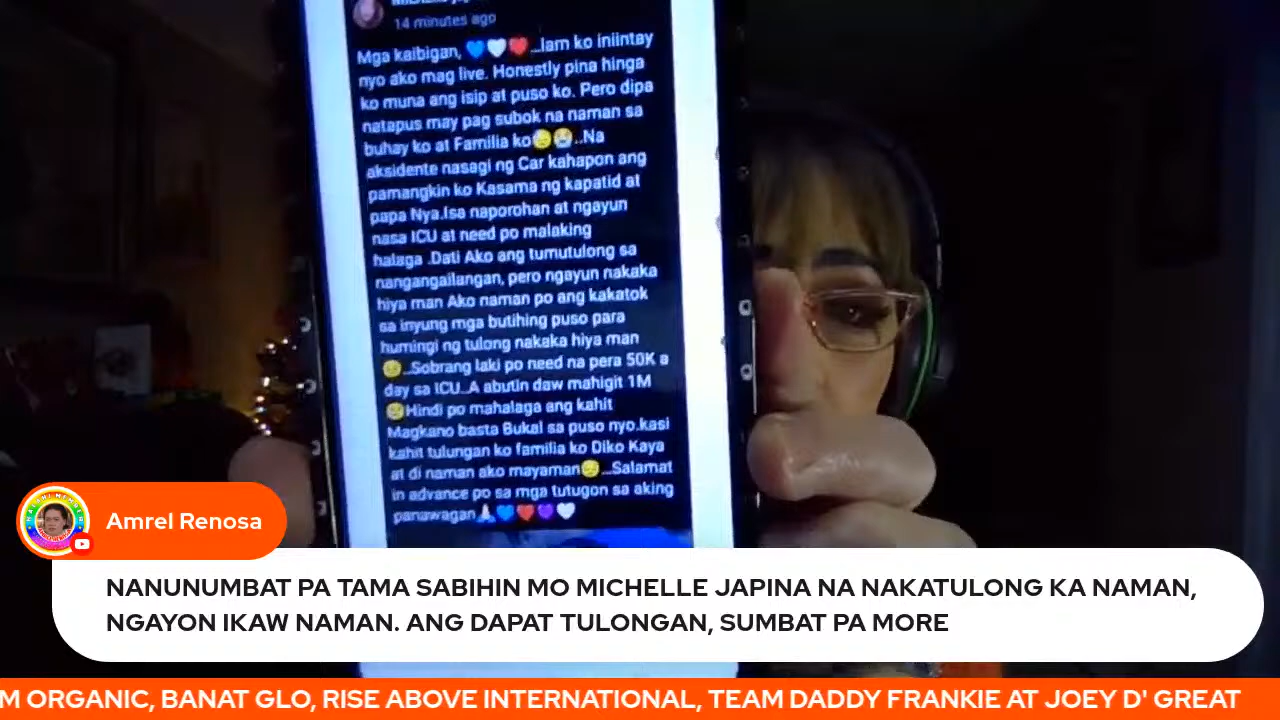 14 minutes ago
Mga kaibigan, 💙🤍❤️...lam ko iniintay
nyo ako mag live. Honestly pina hinga
ko muna ang isip at puso ko. Pero dipa
natapus may pag subok na naman sa
buhay ko at Familia ko😥😭..Na
aksidente nasagi ng Car kahapon ang
pamangkin ko Kasama ng kapatid at
papa Nya.Isa naporohan at ngayun
nasa ICU at need po malaking
halaga .Dati Ako ang tumutulong sa
nangangailangan, pero ngayun nakaka
hiya man Ako naman po ang kakatok
sa inyung mga butihing puso para
humingi ng tulong nakaka hiya man
😥..Sobrang laki po need na pera 50K a
day sa ICU..A abutin daw mahigit 1M
😢Hindi po mahalaga ang kahit
Magkano basta Bukal sa puso nyo.kasi
kahit tulungan ko familia ko Diko Kaya
at di naman ako mayaman😔...Salamat
in advance po sa mga tutugon sa aking
panawagan🙏💙❤️💜🤍
Amrel Renosa
NANUNUMBAT PA TAMA SABIHIN MO MICHELLE JAPINA NA NAKATULONG KA NAMAN,
NGAYON IKAW NAMAN. ANG DAPAT TULONGAN, SUMBAT PA MORE
M ORGANIC, BANAT GLO, RISE ABOVE INTERNATIONAL, TEAM DADDY FRANKIE AT JOEY D' GREAT